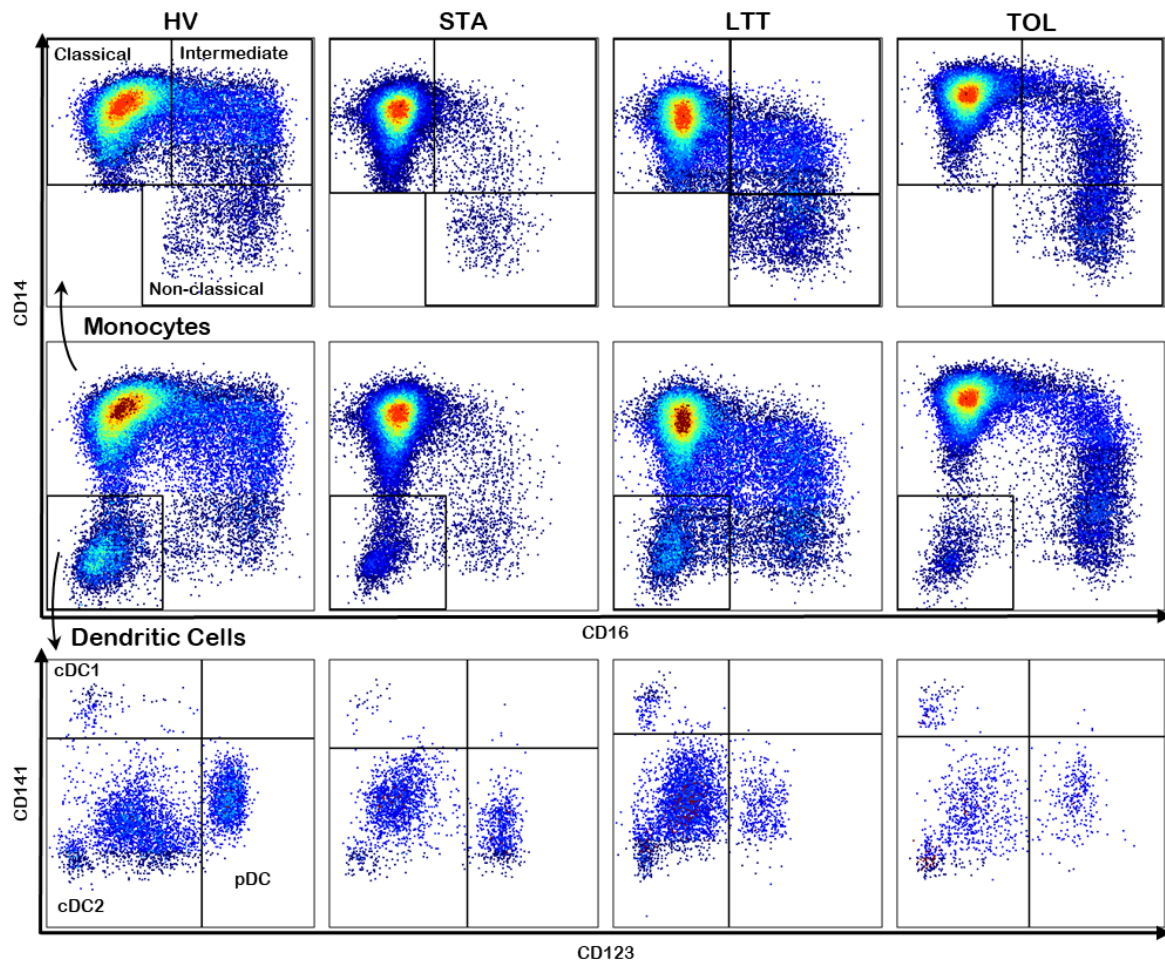 HV
STA
LTT
TOL
Classical
Intermediate
Non-classical
CD14
Monocytes
CD16
Dendritic Cells
cDC1
CD141
pDC
cDC2
CD123